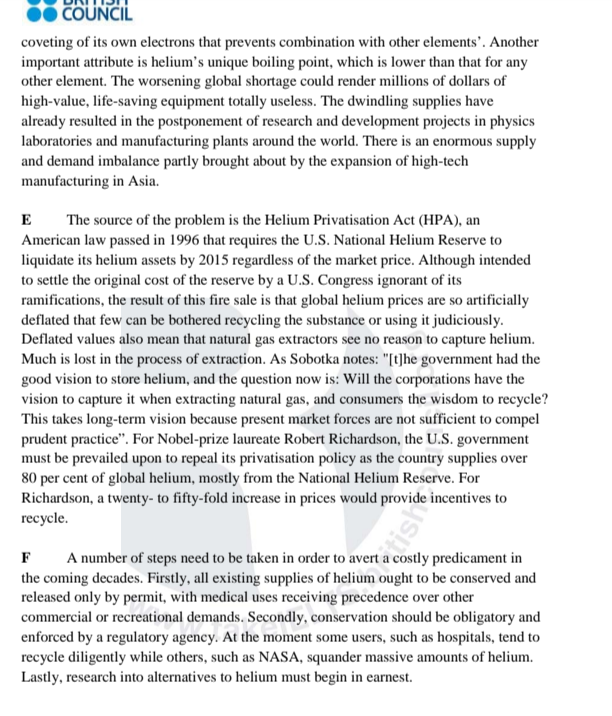 COUNCIL
coveting of its own electrons that prevents combination with other elements’. Another
important attribute is helium’s unique boiling point, which is lower than that for any
other element. The worsening global shortage could render millions of dollars of
high-value, life-saving equipment totally useless. The dwindling supplies have
already resulted in the postponement of research and development projects in physics
laboratories and manufacturing plants around the world. There is an enormous supply
and demand imbalance partly brought about by the expansion of high-tech
manufacturing in Asia.
E The source of the problem is the Helium Privatisation Act (HPA), an
American law passed in 1996 that requires the U.S. National Helium Reserve to
liquidate its helium assets by 2015 regardless of the market price. Although intended
to settle the original cost of the reserve by a U.S. Congress ignorant of its
ramifications, the result of this fire sale is that global helium prices are so artificially
deflated that few can be bothered recycling the substance or using it judiciously.
Deflated values also mean that natural gas extractors see no reason to capture helium.
Much is lost in the process of extraction. As Sobotka notes: "[t]he government had the
good vision to store helium, and the question now is: Will the corporations have the
vision to capture it when extracting natural gas, and consumers the wisdom to recycle?
This takes long-term vision because present market forces are not sufficient to compel
prudent practice”. For Nobel-prize laureate Robert Richardson, the U.S. government
must be prevailed upon to repeal its privatisation policy as the country supplies over
80 per cent of global helium, mostly from the National Helium Reserve. For
Richardson, a twenty- to fifty-fold increase in prices would provide incentives to
recycle.
F A number of steps need to be taken in order to avert a costly predicament in
the coming decades. Firstly, all existing supplies of helium ought to be conserved and
released only by permit, with medical uses receiving precedence over other
commercial or recreational demands. Secondly, conservation should be obligatory and
enforced by a regulatory agency. At the moment some users, such as hospitals, tend to
recycle diligently while others, such as NASA, squander massive amounts of helium.
Lastly, research into alternatives to helium must begin in earnest.